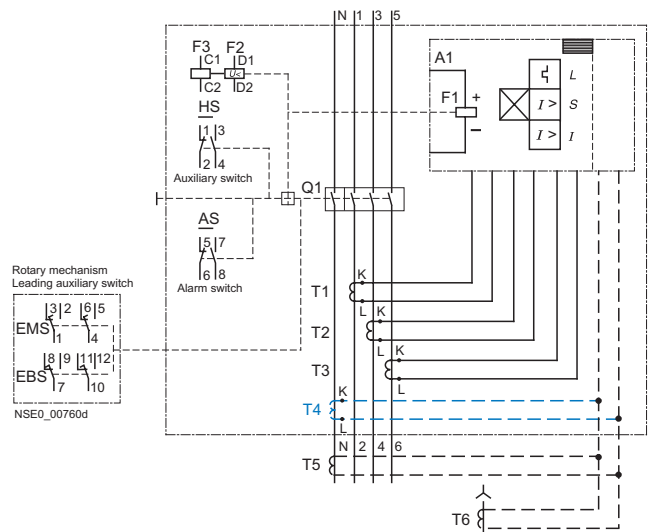 N 1 3 5
F3 F2
C1 D1
U<
C2 D2
A1
F1 + −
L
I > S
I > I
HS
1 3
2 4
Auxiliary switch
Q1
AS
5 7
6 8
Alarm switch
Rotary mechanism
Leading auxiliary switch
3 2 6 5
EMS
1 4
8 9 11 12
EBS
7 10
NSE0_00760d
K
T1
L
K
T2
L
K
T3
L
K
T4
L
N 2 4 6
T5
T6